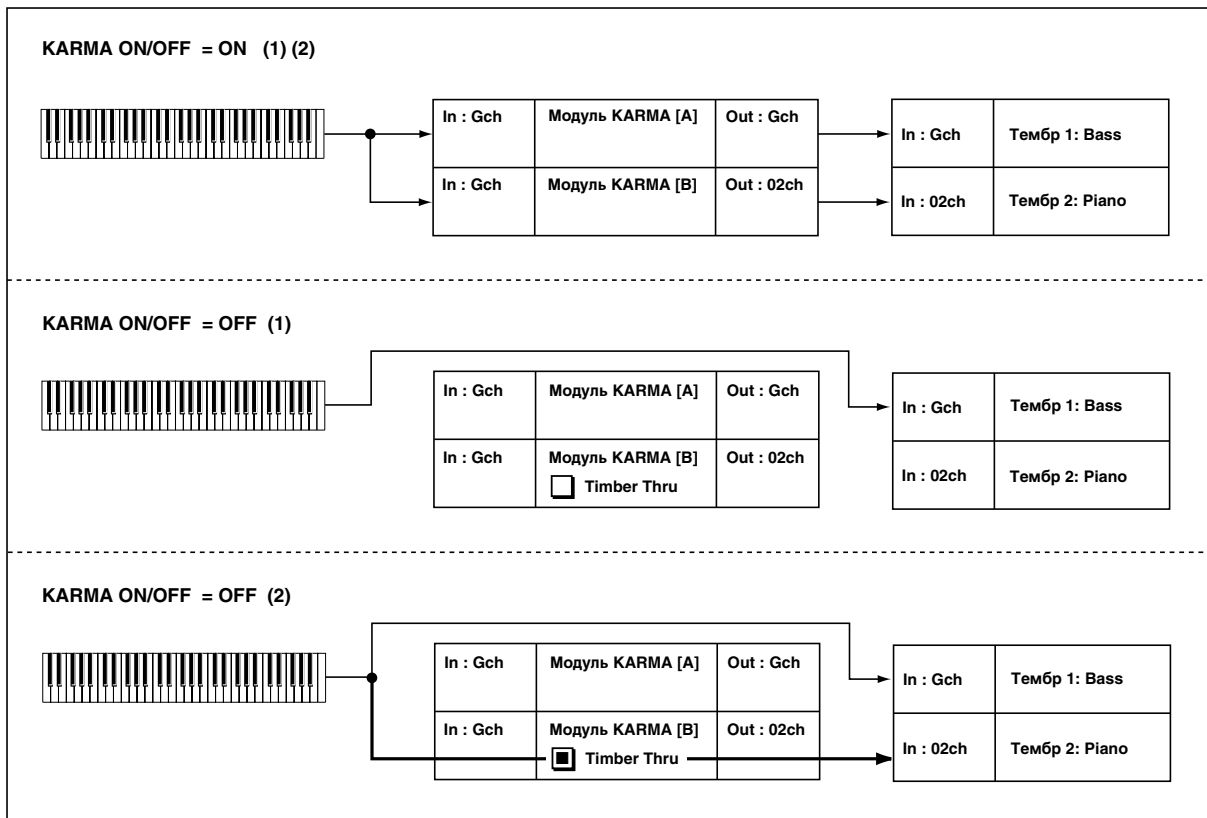 KARMA ON/OFF = ON (1) (2)
In : Gch Модуль KARMA [A] Out : Gch
In : Gch Тембр 1: Bass
In : Gch Модуль KARMA [B] Out : 02ch
In : 02ch Тембр 2: Piano
KARMA ON/OFF = OFF (1)
In : Gch Модуль KARMA [A] Out : Gch
In : Gch Тембр 1: Bass
In : Gch Модуль KARMA [B] Out : 02ch
Timber Thru
In : 02ch Тембр 2: Piano
KARMA ON/OFF = OFF (2)
In : Gch Модуль KARMA [A] Out : Gch
In : Gch Тембр 1: Bass
In : Gch Модуль KARMA [B] Out : 02ch
Timber Thru
In : 02ch Тембр 2: Piano